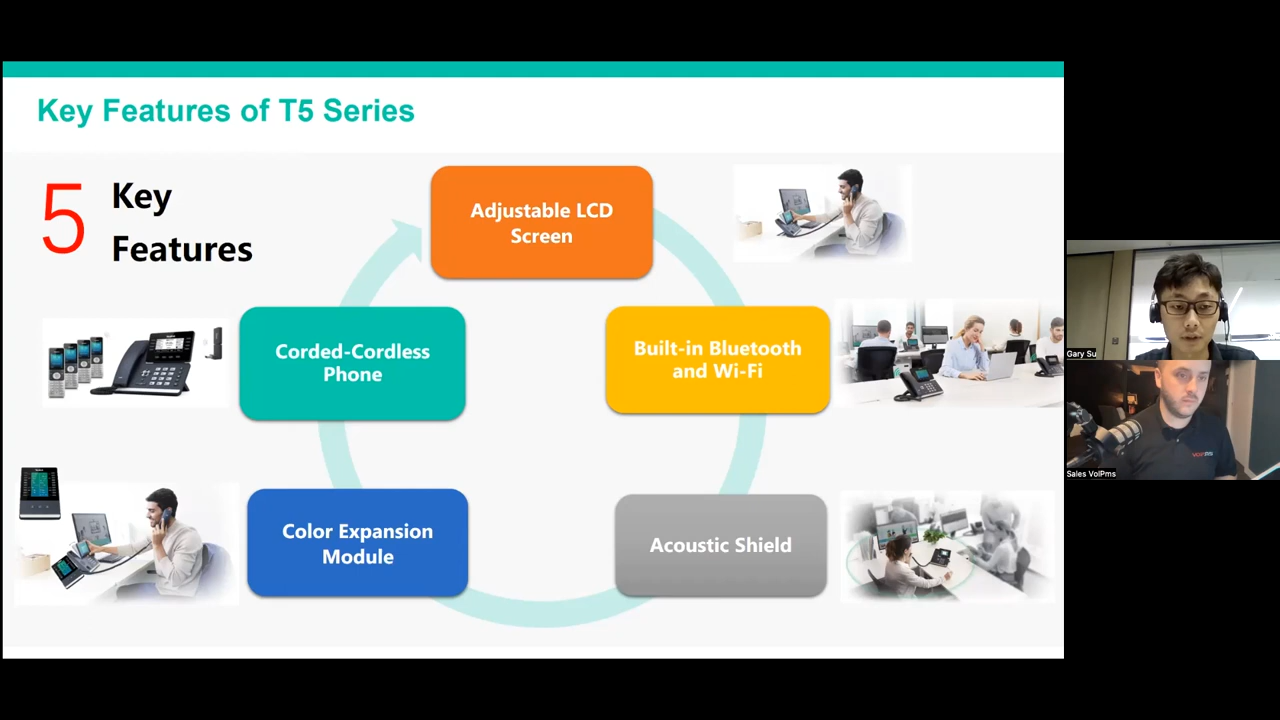 Key Features of T5 Series
5
Key
Features
Adjustable LCD
Screen
Built-in Bluetooth
and Wi-Fi
Acoustic Shield
Color Expansion
Module
Corded-Cordless
Phone
Gary Su
Sales VoIPms